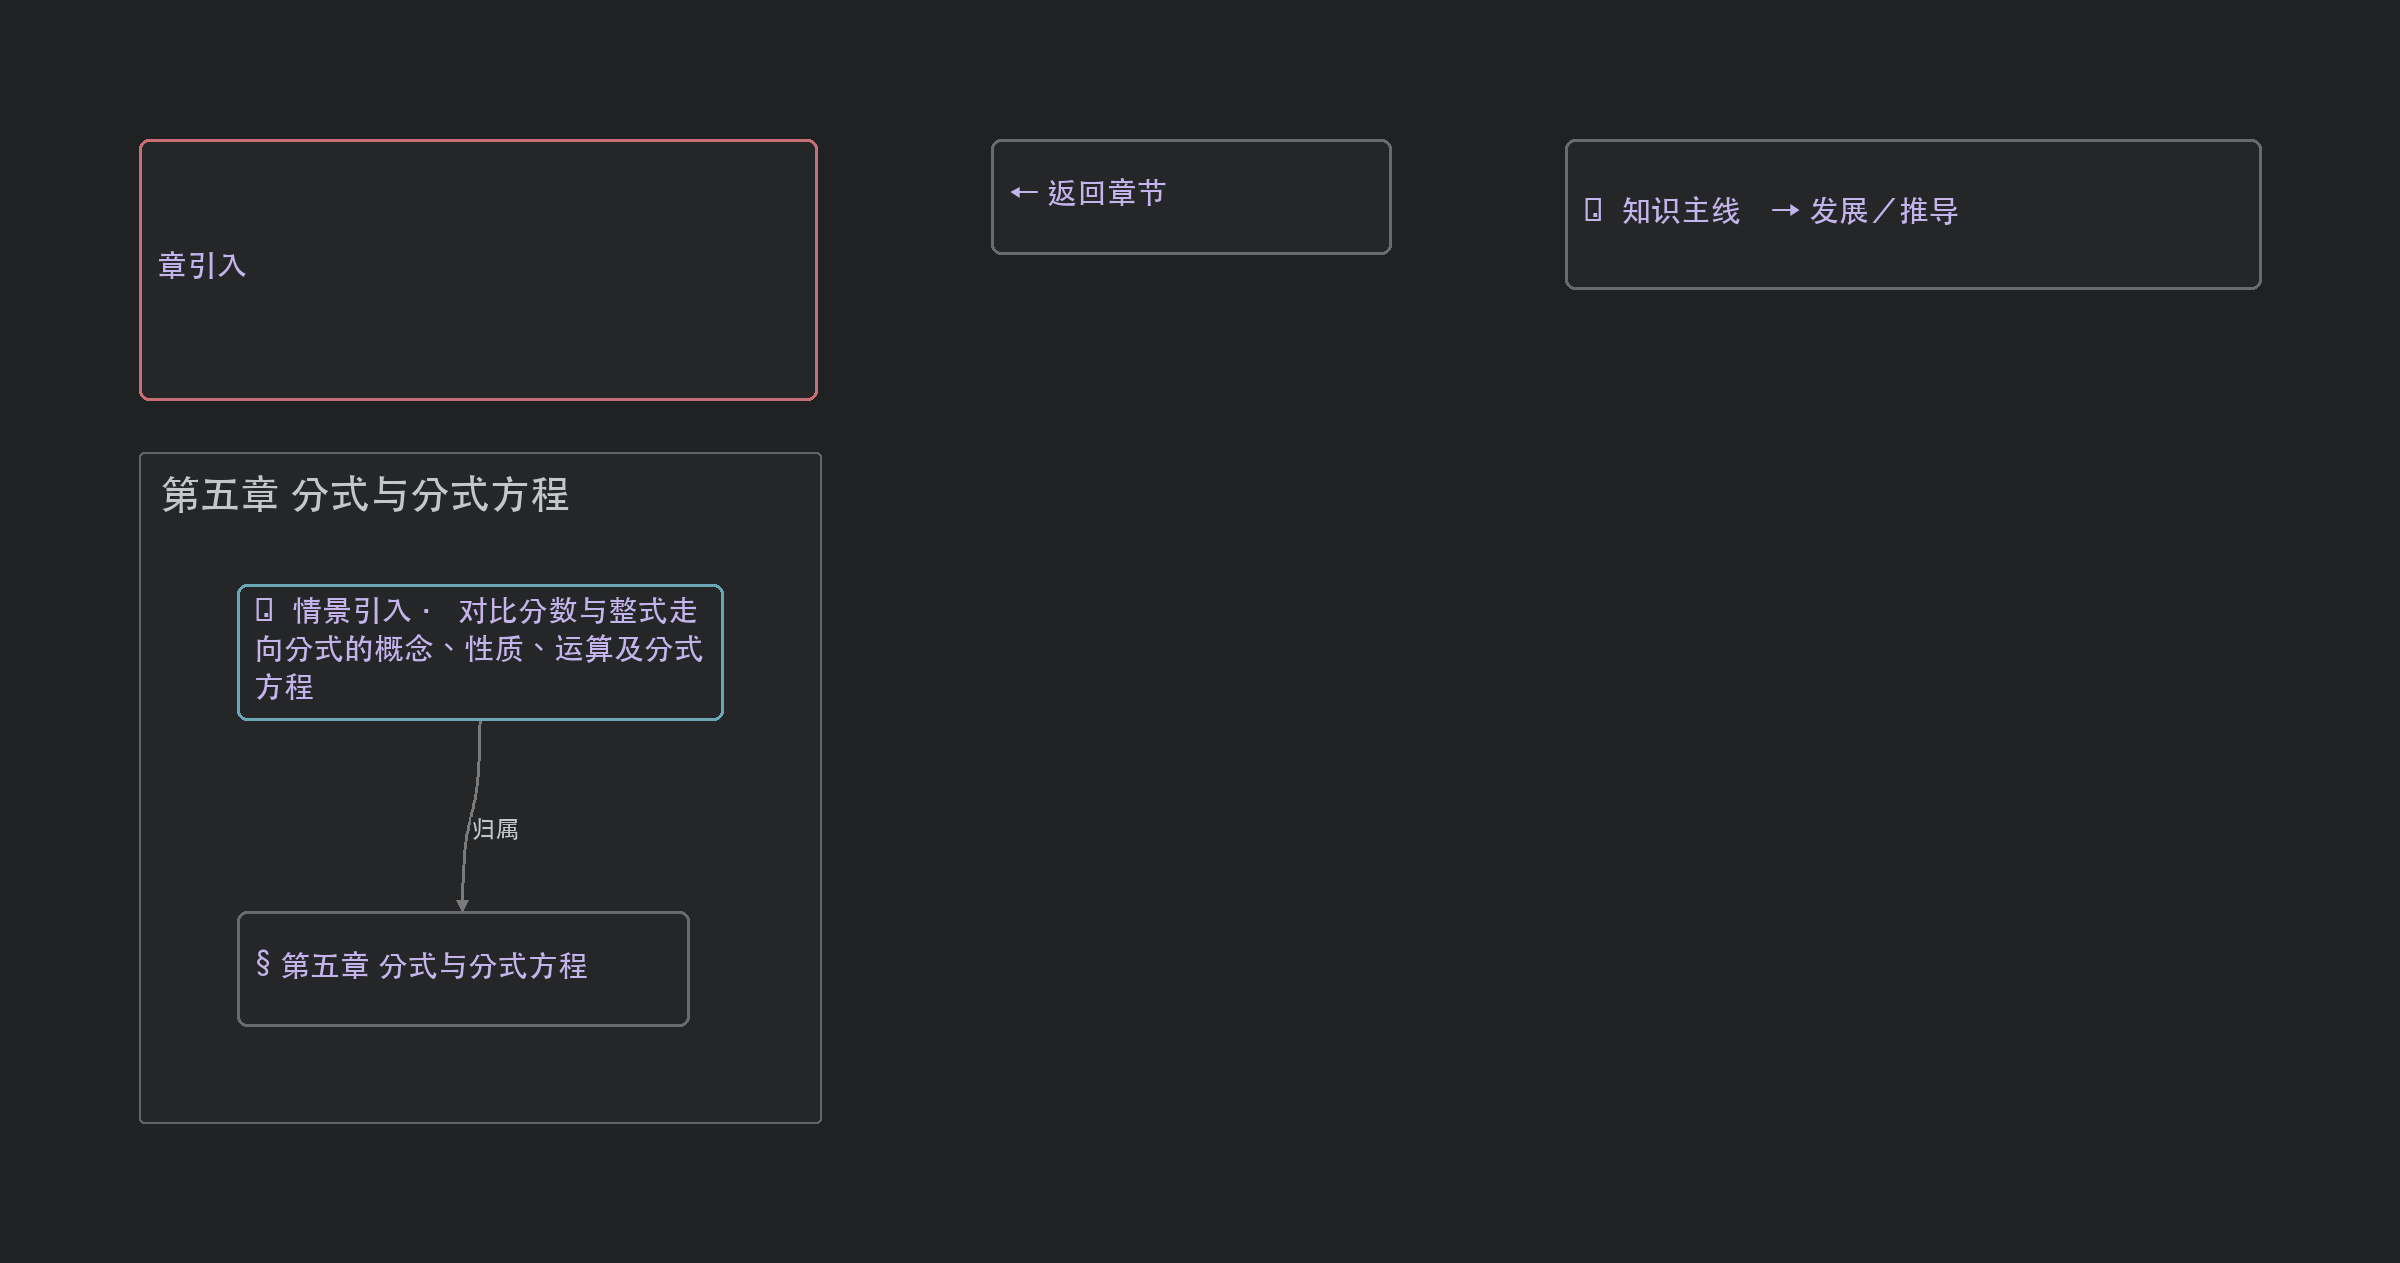 章引入
← 返回章节
知识主线 → 发展／推导
第五章 分式与分式方程
情景引入· 对比分数与整式走
向分式的概念、性质、运算及分式
方程
归属
§ 第五章 分式与分式方程